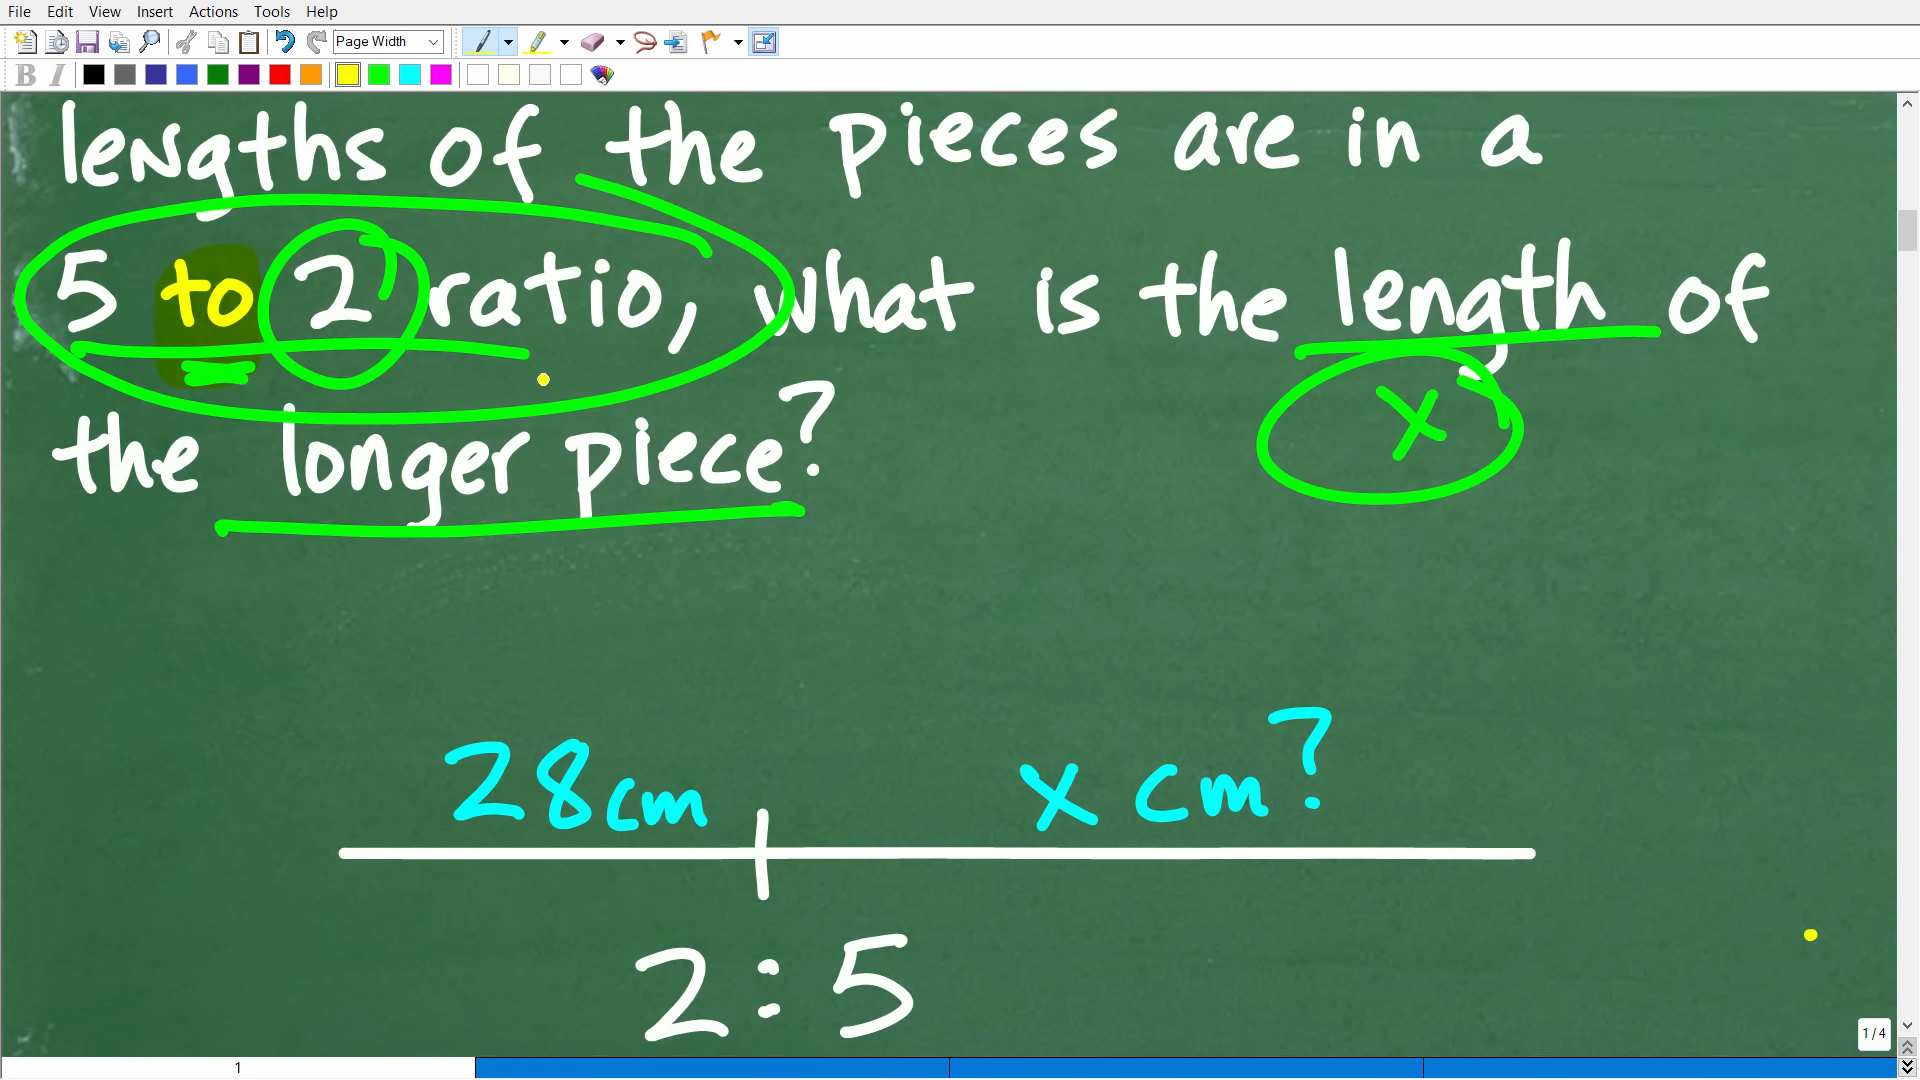 File Edit View Insert Actions Tools Help
Page Width
B I
lengths of the pieces are in a
5 to 2 ratio, what is the length of
x
the longer piece?
28cm x cm?
2:5
1/4
1